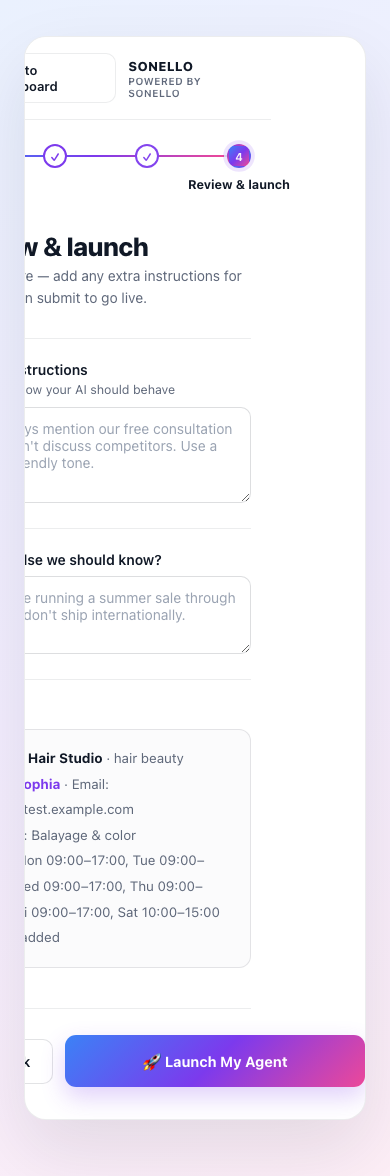 to
board
SONELLO
POWERED BY
SONELLO
4
Review & launch
w & launch
e — add any extra instructions for
n submit to go live.
structions
ow your AI should behave
ys mention our free consultation
n't discuss competitors. Use a
endly tone.
lse we should know?
e running a summer sale through
don't ship internationally.
Hair Studio · hair beauty
ophia · Email:
test.example.com
: Balayage & color
on 09:00–17:00, Tue 09:00–
ed 09:00–17:00, Thu 09:00–
i 09:00–17:00, Sat 10:00–15:00
added
k
🚀 Launch My Agent